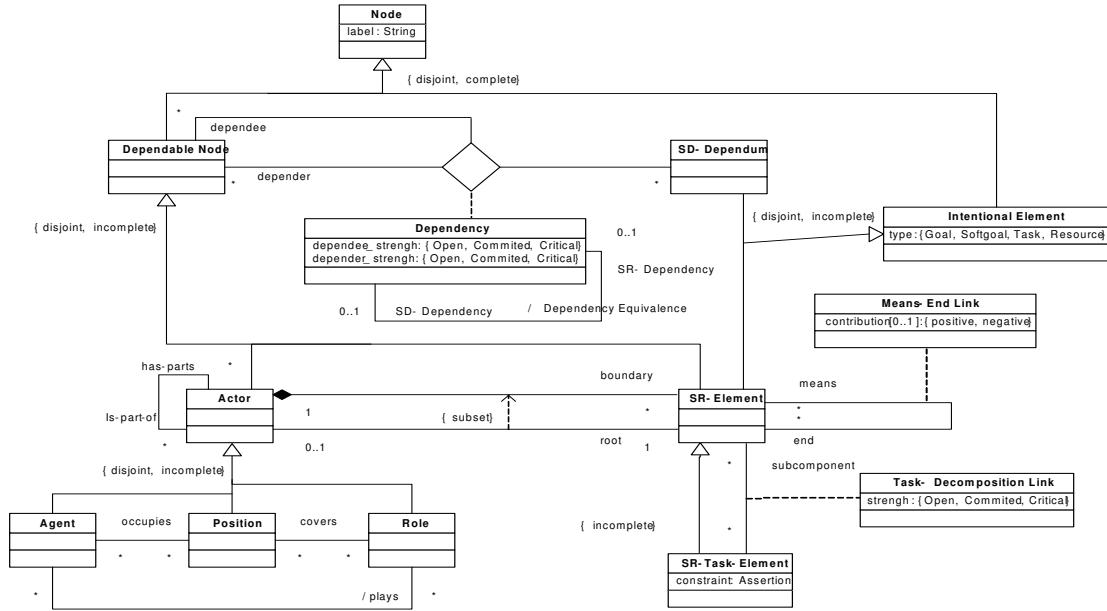 Node
label : String
{ disjoint, complete}
*
dependee
Dependable Node
SD- Dependum
*
depender
*
{ disjoint, incomplete}
{ disjoint, incomplete}
Intentional Element
type : { Goal, Softgoal, Task, Resource}
Dependency
dependee_ strengh : { Open, Commited, Critical}
depender_ strengh : { Open, Commited, Critical}
0..1
SR- Dependency
0..1
SD- Dependency
/ Dependency Equivalence
Means- End Link
contribution[0..1] : { positive, negative}
has-parts
*
boundary
means
Actor
SR- Element
Is-part-of
1
{ subset}
*
*
*
*
0..1
root
1
end
{ disjoint, incomplete}
*
subcomponent
Task- Decomposition Link
strengh : { Open, Commited, Critical}
Agent
occupies
Position
covers
Role
{ incomplete}
*
*
*
*
*
SR- Task- Element
constraint: Assertion
*
/ plays
*